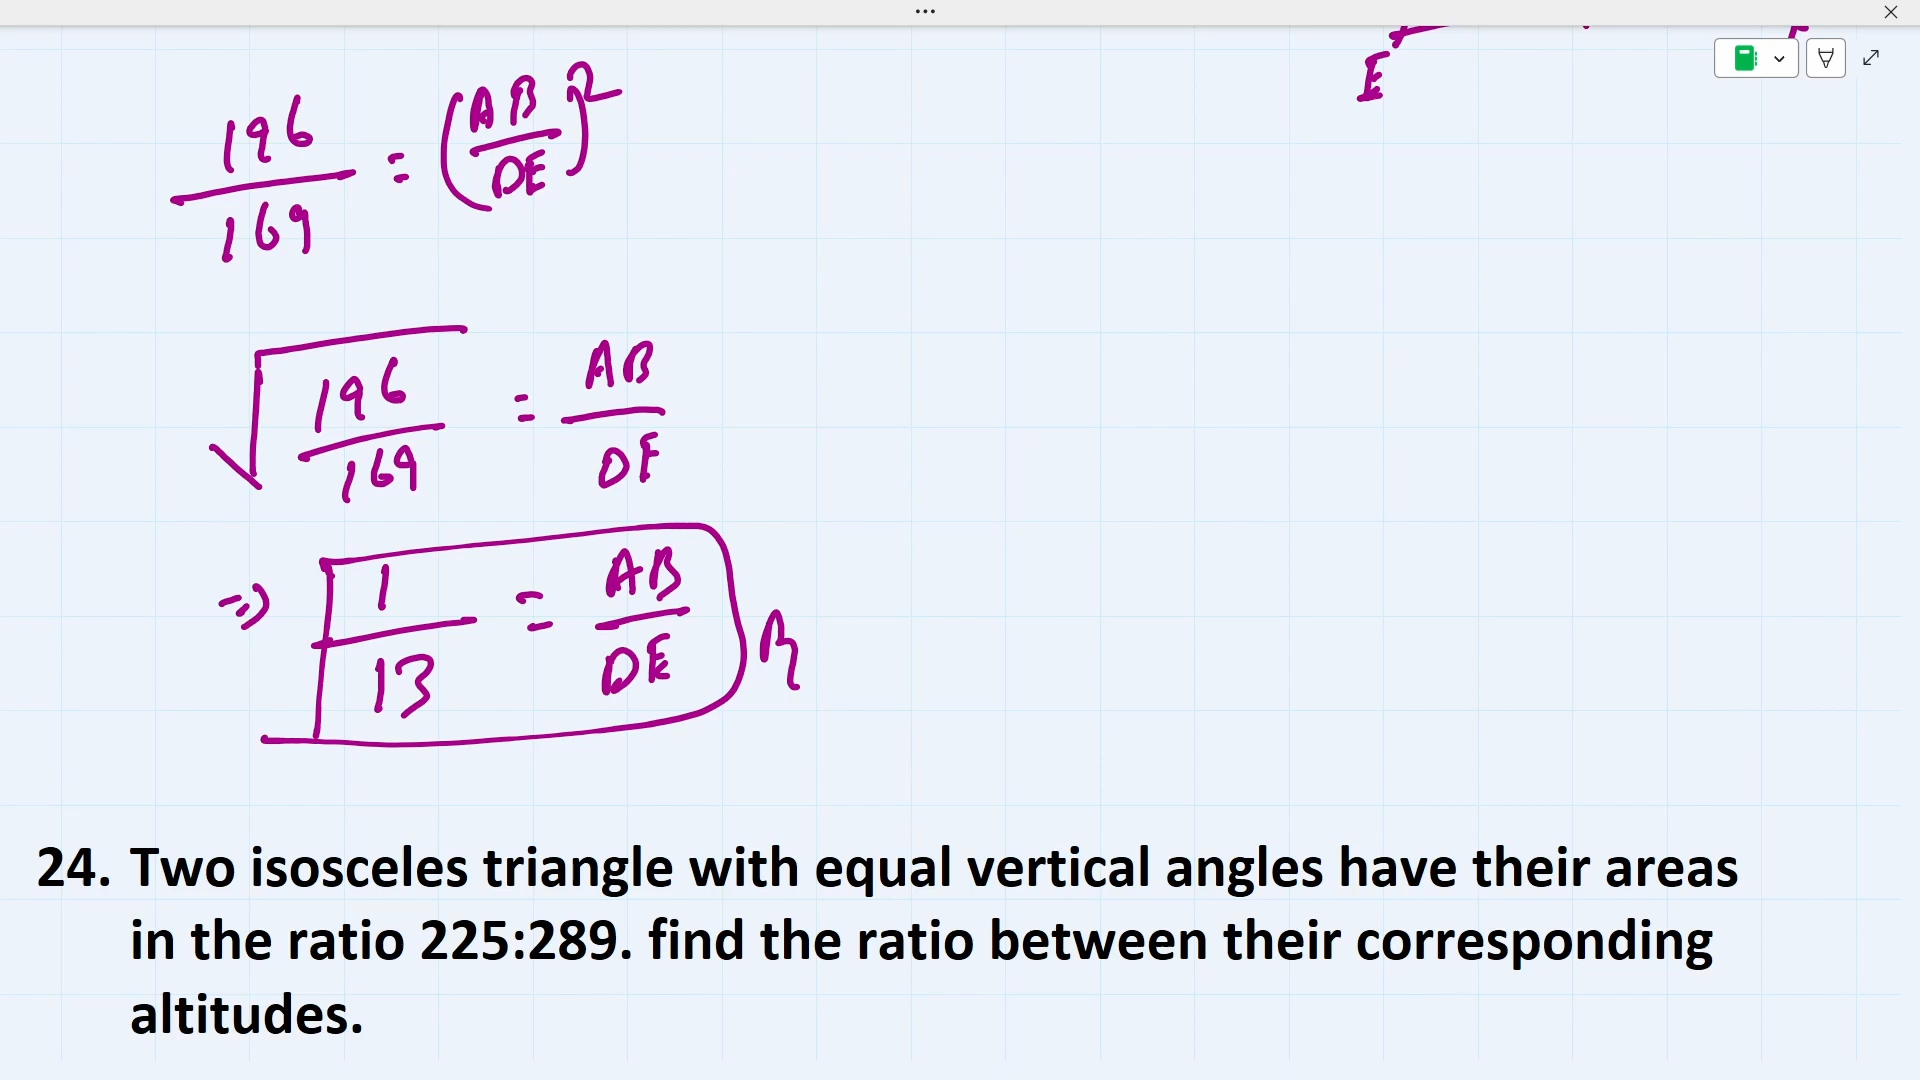 E
196/169 = (AB/DE)²
√196/169 = AB/DE
⇒ 1/13 = AB/DE
24. Two isosceles triangle with equal vertical angles have their areas
in the ratio 225:289. find the ratio between their corresponding
altitudes.